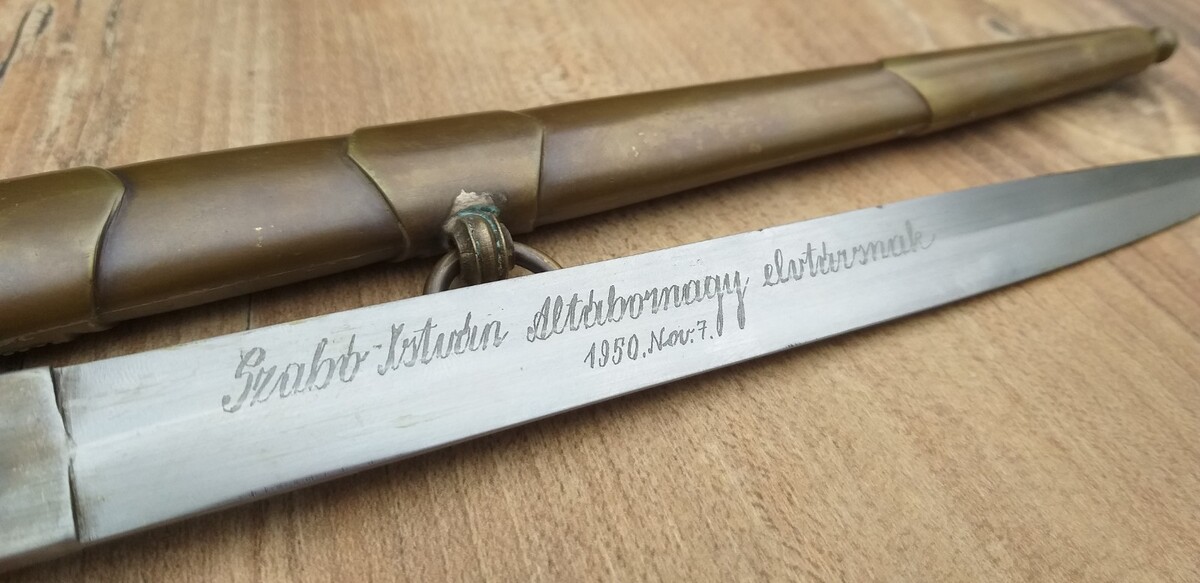 Szabó István Altábornagy elvtársnak
1950. Nov. 7.